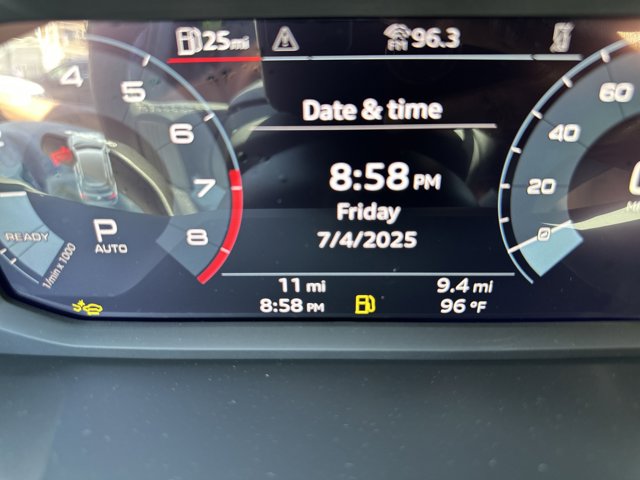 25mi
FM 96.3
Date & time
8:58 PM
Friday
7/4/2025
11 mi
9.4 mi
8:58 PM
96 °F
4
5
6
7
8
READY
P
AUTO
1/min x 1000
60
40
20
0